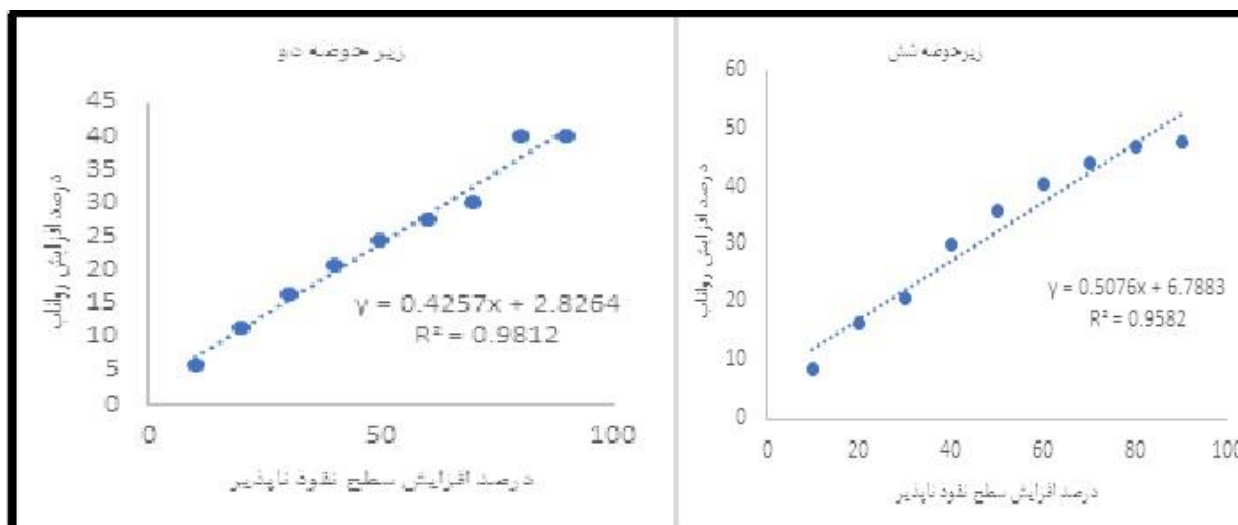 زیر حوضه دو
45
40
35
30
25
20
15
10
5
0
درصد افزایش رواناب
y = 0.4257x + 2.8264
R² = 0.9812
0 50 100
درصد افزایش سطح نفوذ ناپذیر
زیرحوضه شش
60
50
40
30
20
10
0
درصد افزایش رواناب
y = 0.5076x + 6.7883
R² = 0.9582
0 20 40 60 80 100
درصد افزایش سطح نفوذ ناپذیر